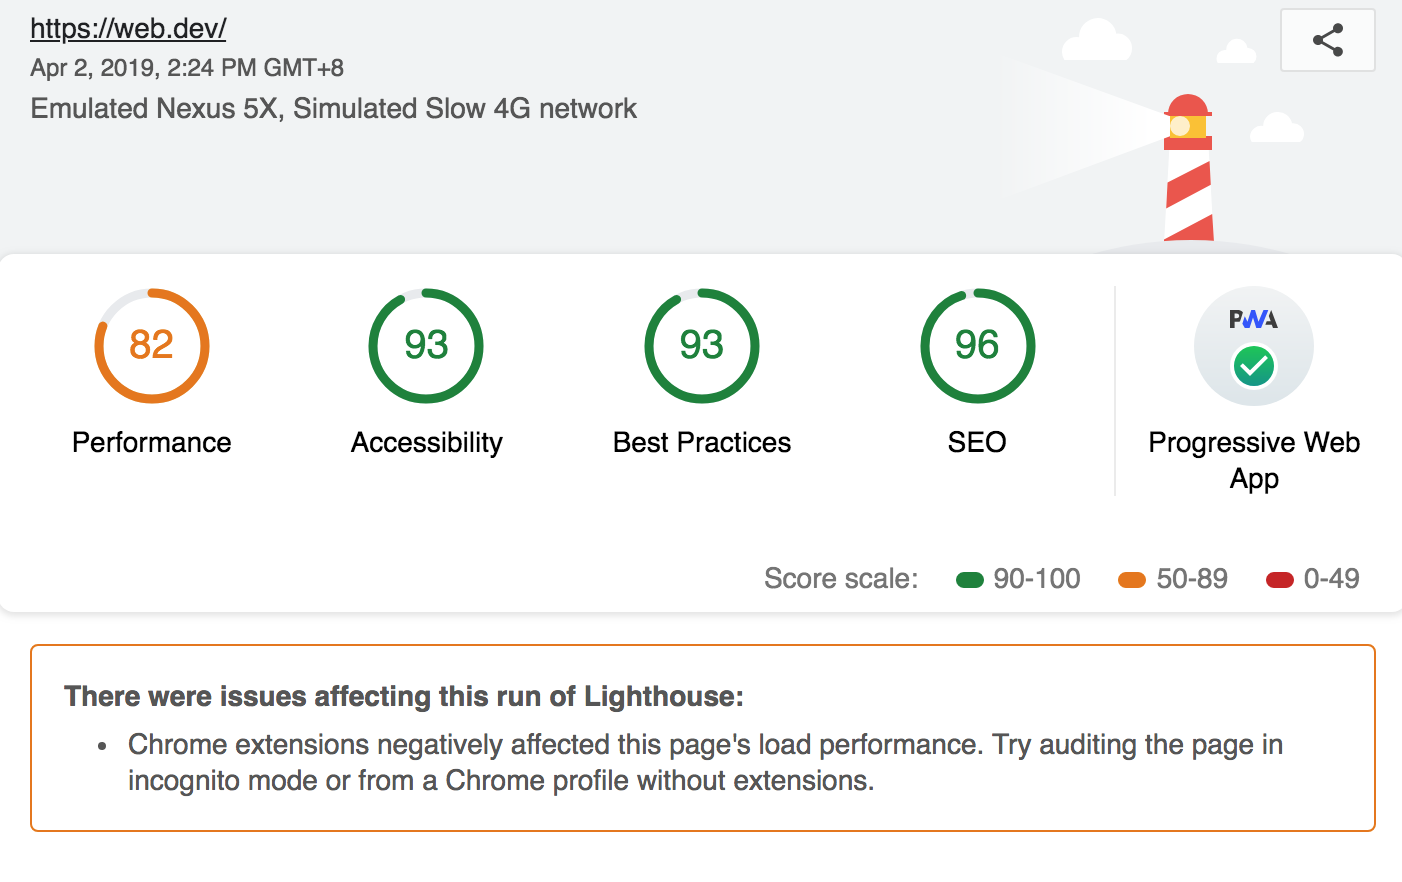 https://web.dev/
Apr 2, 2019, 2:24 PM GMT+8
Emulated Nexus 5X, Simulated Slow 4G network
82
93
93
96
PWA
Performance
Accessibility
Best Practices
SEO
Progressive Web
App
Score scale: 90-100 50-89 0-49
There were issues affecting this run of Lighthouse:
• Chrome extensions negatively affected this page's load performance. Try auditing the page in
incognito mode or from a Chrome profile without extensions.